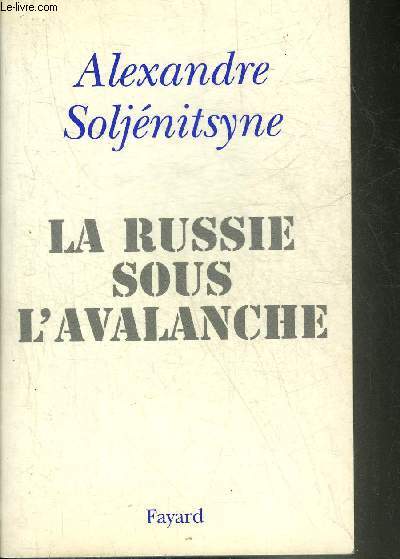 Le-livre.com
Alexandre
Soljénitsyne
LA RUSSIE
SOUS
L'AVALANCHE
Fayard